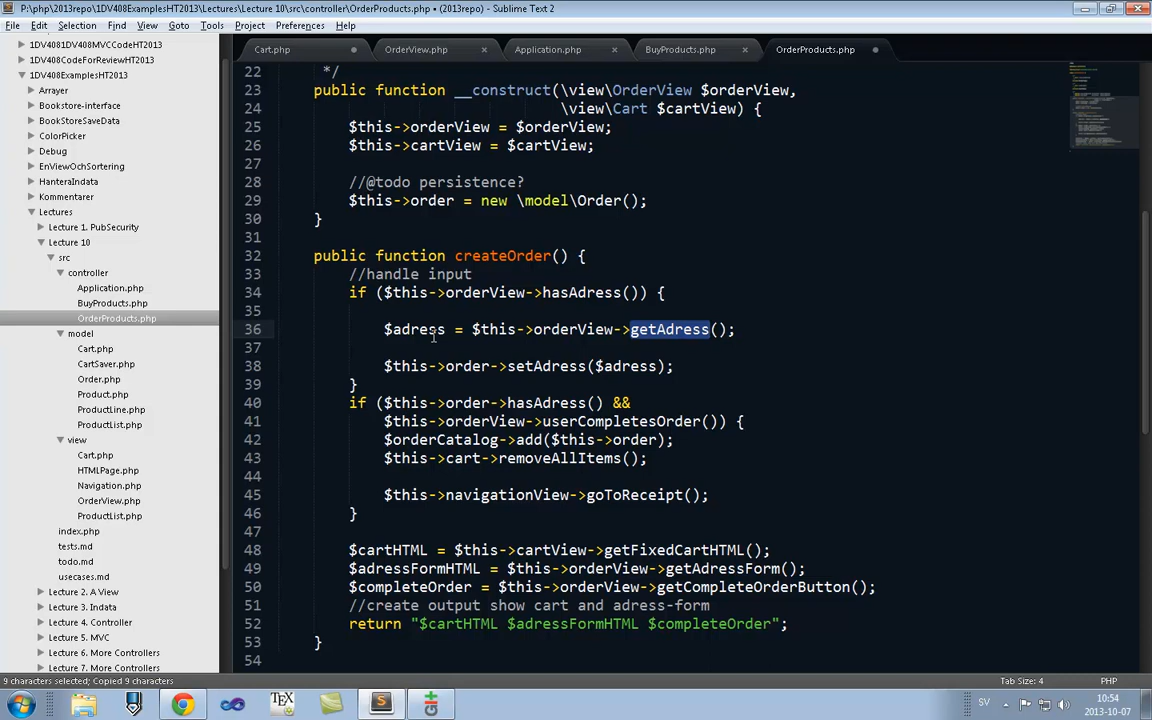 P:\php\2013repo\1DV408ExamplesHT2013\Lectures\Lecture 10\src\controller\OrderProducts.php • (2013repo) - Sublime Text 2
File Edit Selection Find View Goto Tools Project Preferences Help
1DV4081DV408MVCCodeHT2013
1DV408CodeForReviewHT2013
1DV408ExamplesHT2013
Arrayer
Bookstore-interface
BookStoreSaveData
ColorPicker
Debug
EnViewOchSortering
HanteraIndata
Kommentarer
Lectures
Lecture 1. PubSecurity
Lecture 10
src
controller
Application.php
BuyProducts.php
OrderProducts.php
model
Cart.php
CartSaver.php
Order.php
Product.php
ProductLine.php
ProductList.php
view
Cart.php
HTMLPage.php
Navigation.php
OrderView.php
ProductList.php
index.php
tests.md
todo.md
usecases.md
Lecture 2. A View
Lecture 3. Indata
Lecture 4. Controller
Lecture 5. MVC
Lecture 6. More Controllers
Lecture 7. More Controllers
Cart.php OrderView.php Application.php BuyProducts.php OrderProducts.php
22 */
23 public function __construct(\view\OrderView $orderView,
24 \view\Cart $cartView) {
25 $this->orderView = $orderView;
26 $this->cartView = $cartView;
27
28 //@todo persistence?
29 $this->order = new \model\Order();
30 }
31
32 public function createOrder() {
33 //handle input
34 if ($this->orderView->hasAdress()) {
35
36 $adress = $this->orderView->getAdress();
37
38 $this->order->setAdress($adress);
39 }
40 if ($this->order->hasAdress() &&
41 $this->orderView->userCompletesOrder()) {
42 $orderCatalog->add($this->order);
43 $this->cart->removeAllItems();
44
45 $this->navigationView->goToReceipt();
46 }
47
48 $cartHTML = $this->cartView->getFixedCartHTML();
49 $adressFormHTML = $this->orderView->getAdressForm();
50 $completeOrder = $this->orderView->getCompleteOrderButton();
51 //create output show cart and adress-form
52 return "$cartHTML $adressFormHTML $completeOrder";
53 }
54
9 characters selected; Copied 9 characters Tab Size: 4 PHP
SV 10:54
2013-10-07